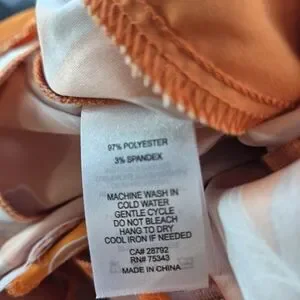 97% POLYESTER
3% SPANDEX
MACHINE WASH IN
COLD WATER
GENTLE CYCLE
DO NOT BLEACH
HANG TO DRY
COOL IRON IF NEEDED
CA# 28792
RN# 75343
MADE IN CHINA